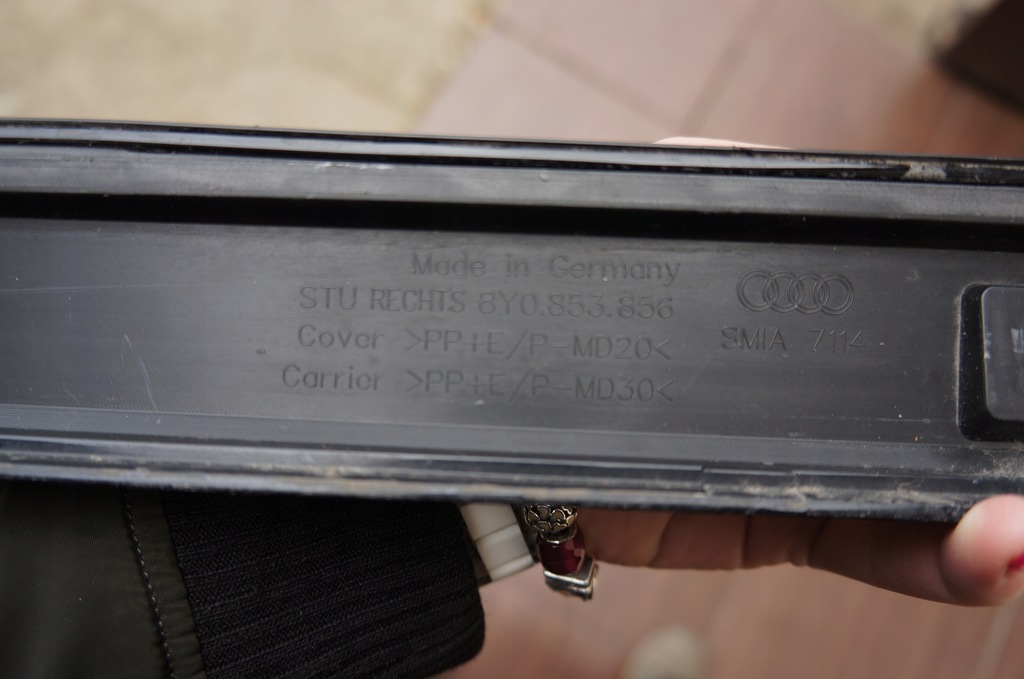 Made in Germany
STU RECHTS 8Y0.853.856
Cover >PP+E/P-MD20<
Carrier >PP+E/P-MD30<
SMIA 7114